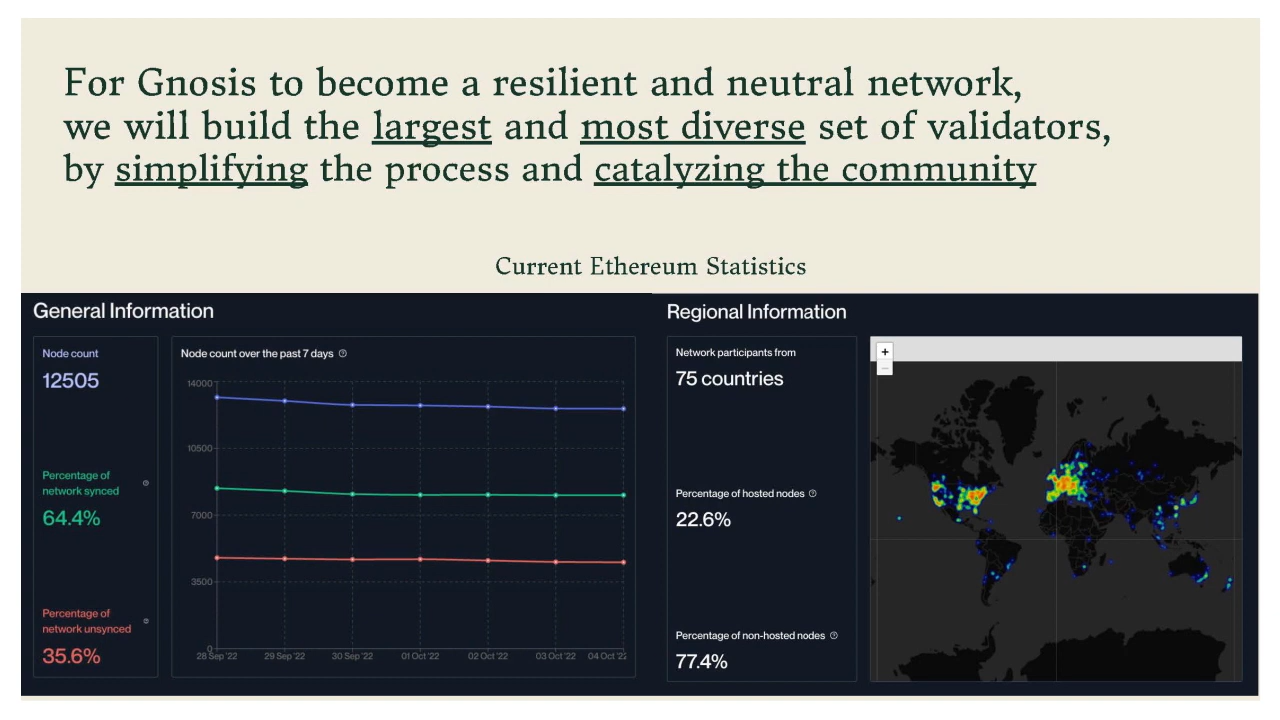 For Gnosis to become a resilient and neutral network,
we will build the largest and most diverse set of validators,
by simplifying the process and catalyzing the community
Current Ethereum Statistics
General Information
Node count
12505
Percentage of
network synced
64.4%
Percentage of
network unsynced
35.6%
Node count over the past 7 days
14000
10500
7000
3500
0
28 Sep '22 29 Sep '22 30 Sep '22 01 Oct '22 02 Oct '22 03 Oct '22 04 Oct '22
Regional Information
Network participants from
75 countries
Percentage of hosted nodes
22.6%
Percentage of non-hosted nodes
77.4%
+
−